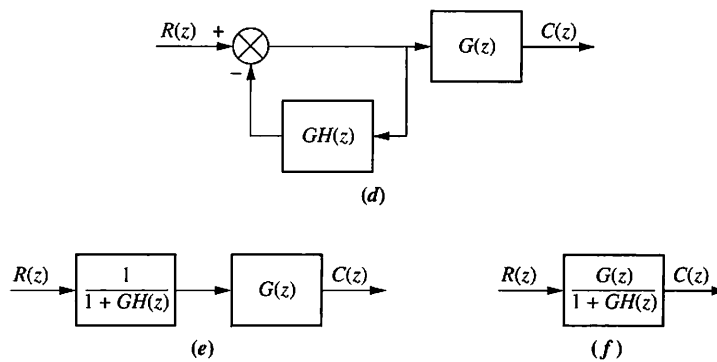 R(z) + C(z)
G(z)
−
GH(z)
(d)
R(z) 1 / 1 + GH(z) G(z) C(z)
(e)
R(z) G(z) / 1 + GH(z) C(z)
(f)